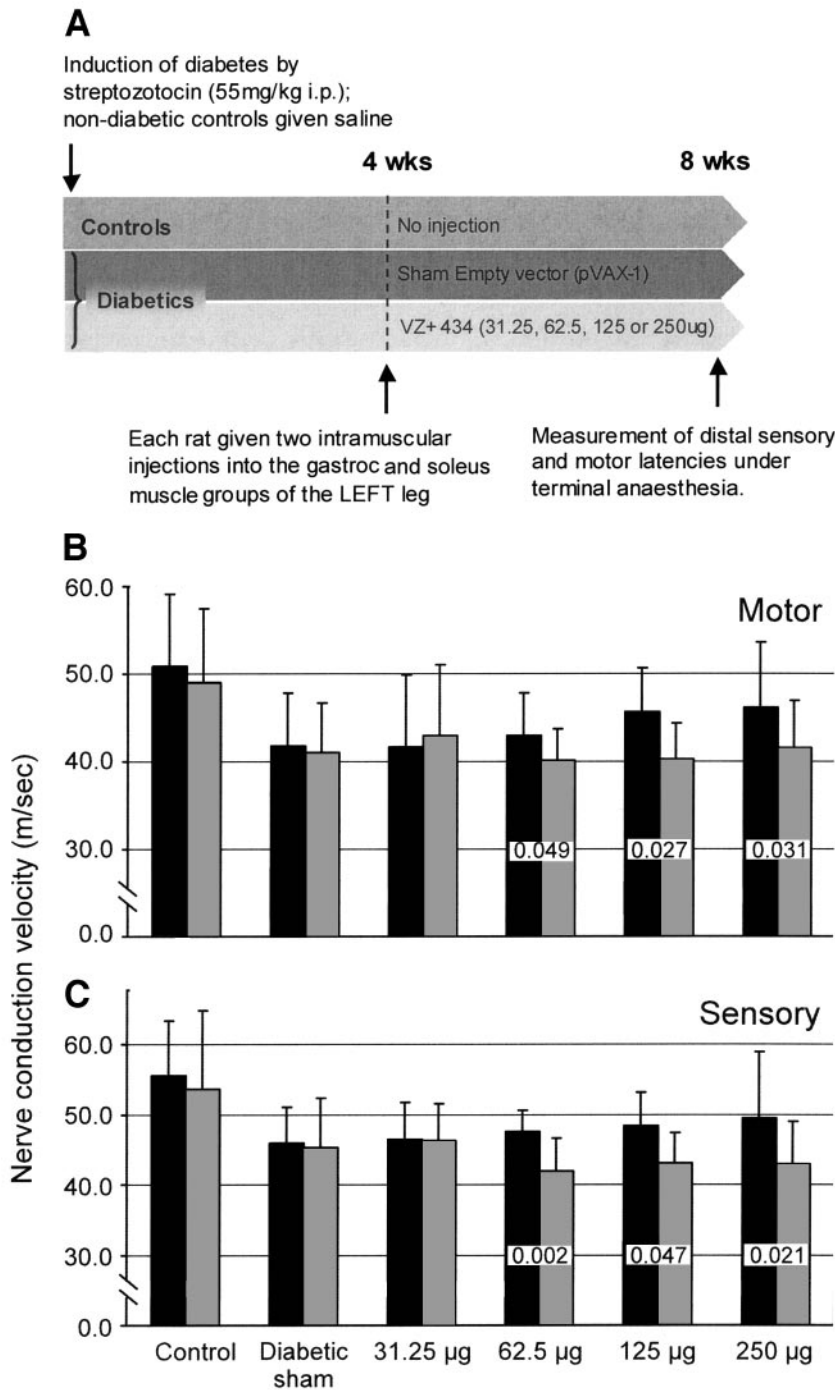 A
Induction of diabetes by
streptozotocin (55mg/kg i.p.);
non-diabetic controls given saline
4 wks
8 wks
Controls
No injection
Diabetics
Sham Empty vector (pVAX-1)
VZ+ 434 (31.25, 62.5, 125 or 250ug)
Each rat given two intramuscular
injections into the gastroc and soleus
muscle groups of the LEFT leg
Measurement of distal sensory
and motor latencies under
terminal anaesthesia.
B
Motor
60.0
50.0
40.0
30.0
0.0
0.049
0.027
0.031
Nerve conduction velocity (m/sec)
C
Sensory
60.0
50.0
40.0
30.0
0.0
0.002
0.047
0.021
Control
Diabetic
sham
31.25 µg
62.5 µg
125 µg
250 µg